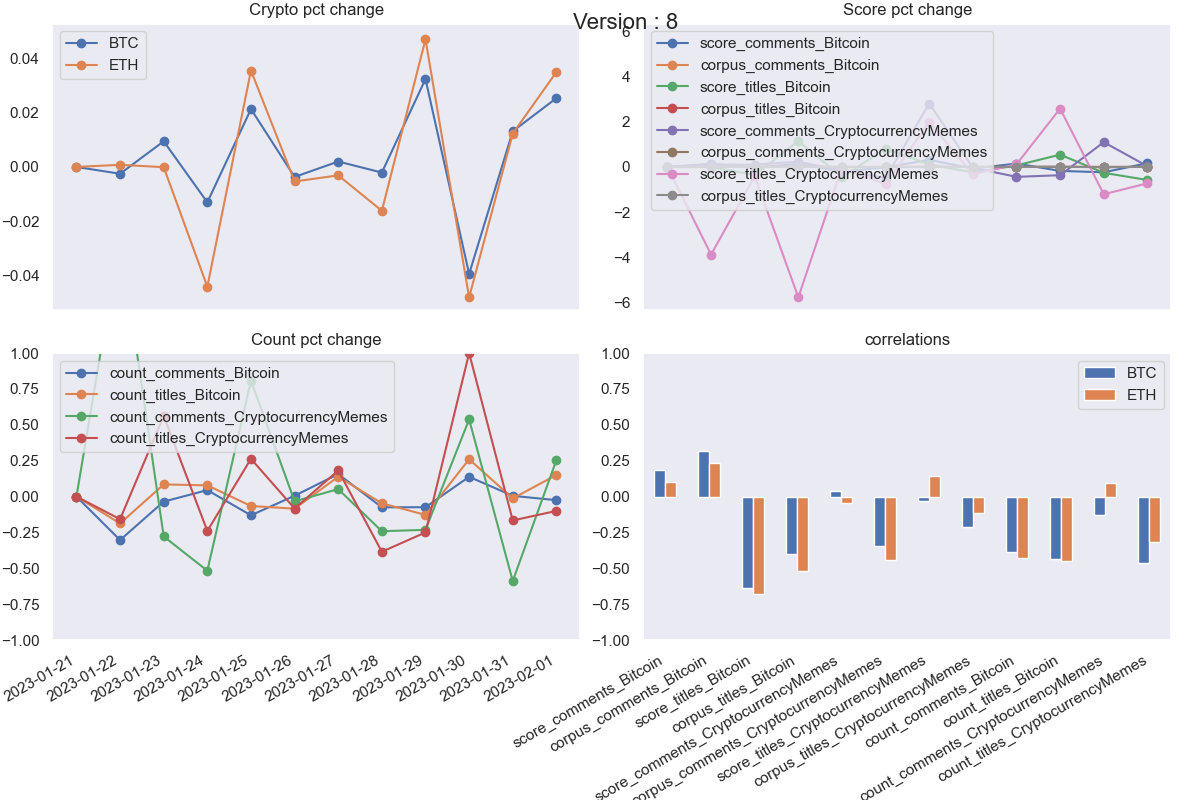 Version : 8
Crypto pct change
BTC
ETH
0.04
0.02
0.00
−0.02
−0.04
Score pct change
score_comments_Bitcoin
corpus_comments_Bitcoin
score_titles_Bitcoin
corpus_titles_Bitcoin
score_comments_CryptocurrencyMemes
corpus_comments_CryptocurrencyMemes
score_titles_CryptocurrencyMemes
corpus_titles_CryptocurrencyMemes
6
4
2
0
−2
−4
−6
Count pct change
count_comments_Bitcoin
count_titles_Bitcoin
count_comments_CryptocurrencyMemes
count_titles_CryptocurrencyMemes
1.00
0.75
0.50
0.25
0.00
−0.25
−0.50
−0.75
−1.00
2023-01-21
2023-01-22
2023-01-23
2023-01-24
2023-01-25
2023-01-26
2023-01-27
2023-01-28
2023-01-29
2023-01-30
2023-01-31
2023-02-01
correlations
BTC
ETH
1.00
0.75
0.50
0.25
0.00
−0.25
−0.50
−0.75
−1.00
score_comments_Bitcoin
corpus_comments_Bitcoin
score_titles_Bitcoin
corpus_titles_Bitcoin
score_comments_CryptocurrencyMemes
corpus_comments_CryptocurrencyMemes
score_titles_CryptocurrencyMemes
corpus_titles_CryptocurrencyMemes
count_comments_Bitcoin
count_titles_Bitcoin
count_comments_CryptocurrencyMemes
count_titles_CryptocurrencyMemes